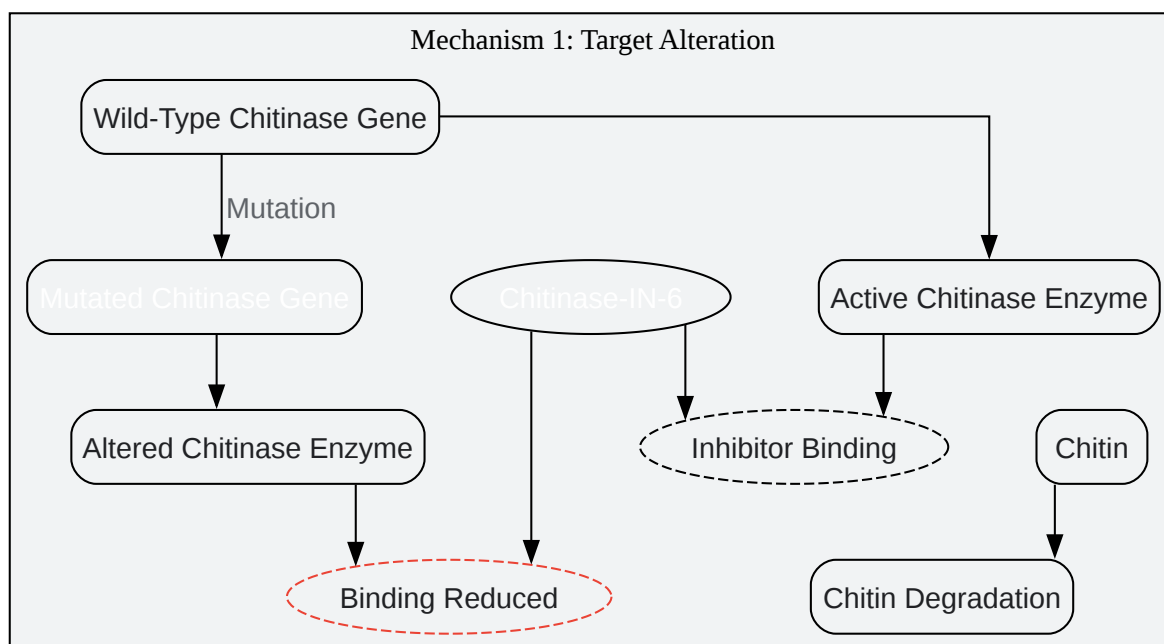 Mechanism 1: Target Alteration
Wild-Type Chitinase Gene
Mutation
Mutated Chitinase Gene
Chitinase-IN-6
Active Chitinase Enzyme
Altered Chitinase Enzyme
Inhibitor Binding
Chitin
Binding Reduced
Chitin Degradation